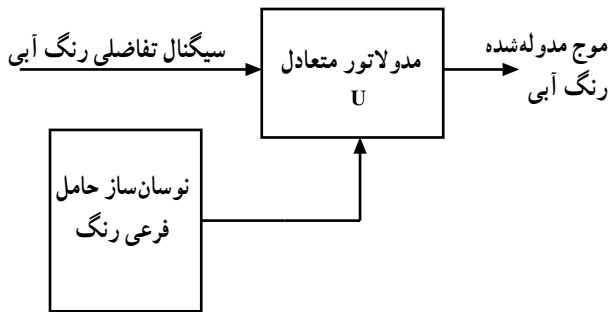 سیگنال تفاضلی رنگ آبی
مدولاتور متعادل
U
موج مدوله‌شده
رنگ آبی
نوسان‌ساز حامل
فرعی رنگ